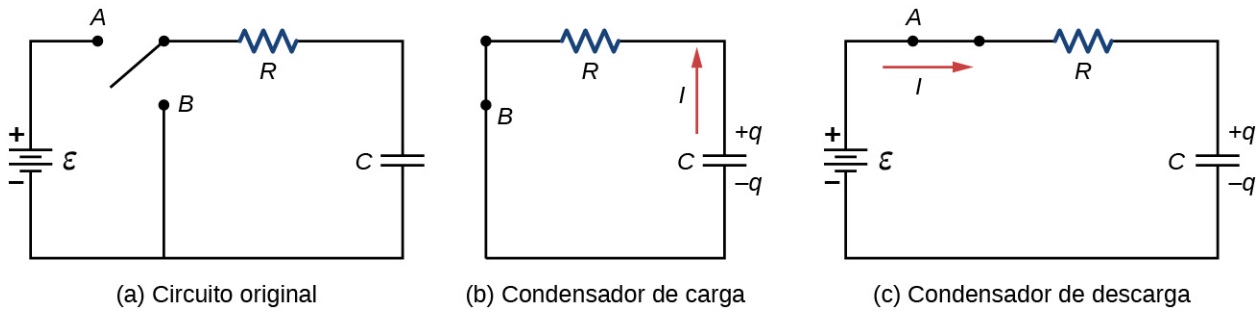 A
R
B
+
ε
−
C
(a) Circuito original
R
I
B
+q
C
−q
(b) Condensador de carga
A
I
R
+
ε
−
+q
C
−q
(c) Condensador de descarga